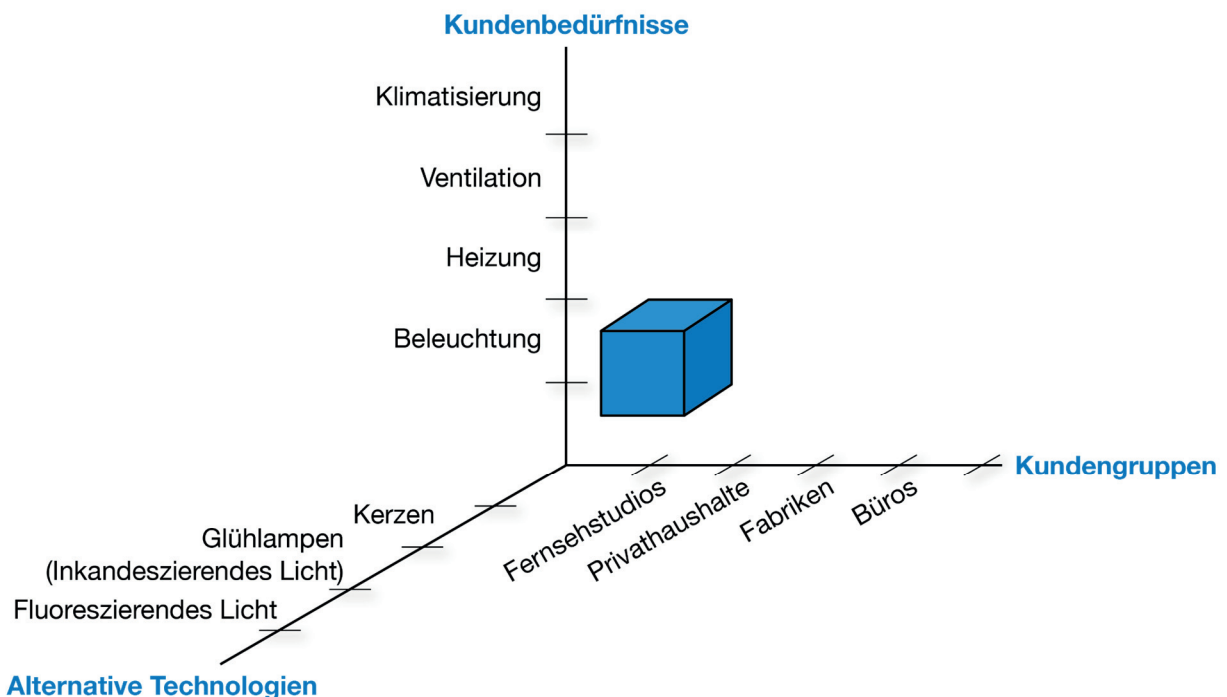 Kundenbedürfnisse
Klimatisierung
Ventilation
Heizung
Beleuchtung
Kundengruppen
Fernsehstudios
Privathaushalte
Fabriken
Büros
Kerzen
Glühlampen
(Inkandeszierendes Licht)
Fluoreszierendes Licht
Alternative Technologien